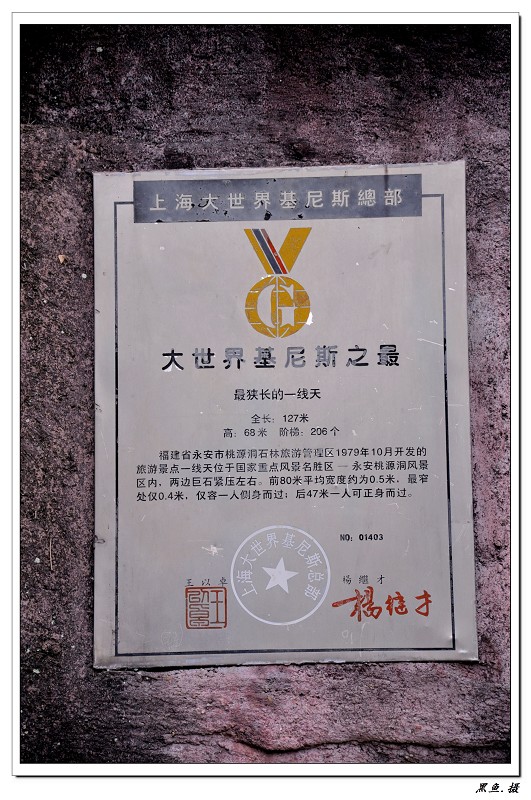 上海大世界基尼斯總部
大世界基尼斯之最
最狭长的一线天
全长：127米
高：68米 阶梯：206个
福建省永安市桃源洞石林旅游管理区1979年10月开发的
旅游景点一线天位于国家重点风景名胜区－永安桃源洞风景
区内，两边巨石紧压左右。前80米平均宽度约为0.5米，最窄
处仅0.4米，仅容一人侧身而过；后47米一人可正身而过。
NO：01403
上海大世界基尼斯总部
王以卓
杨继才
杨继才
黑鱼.摄